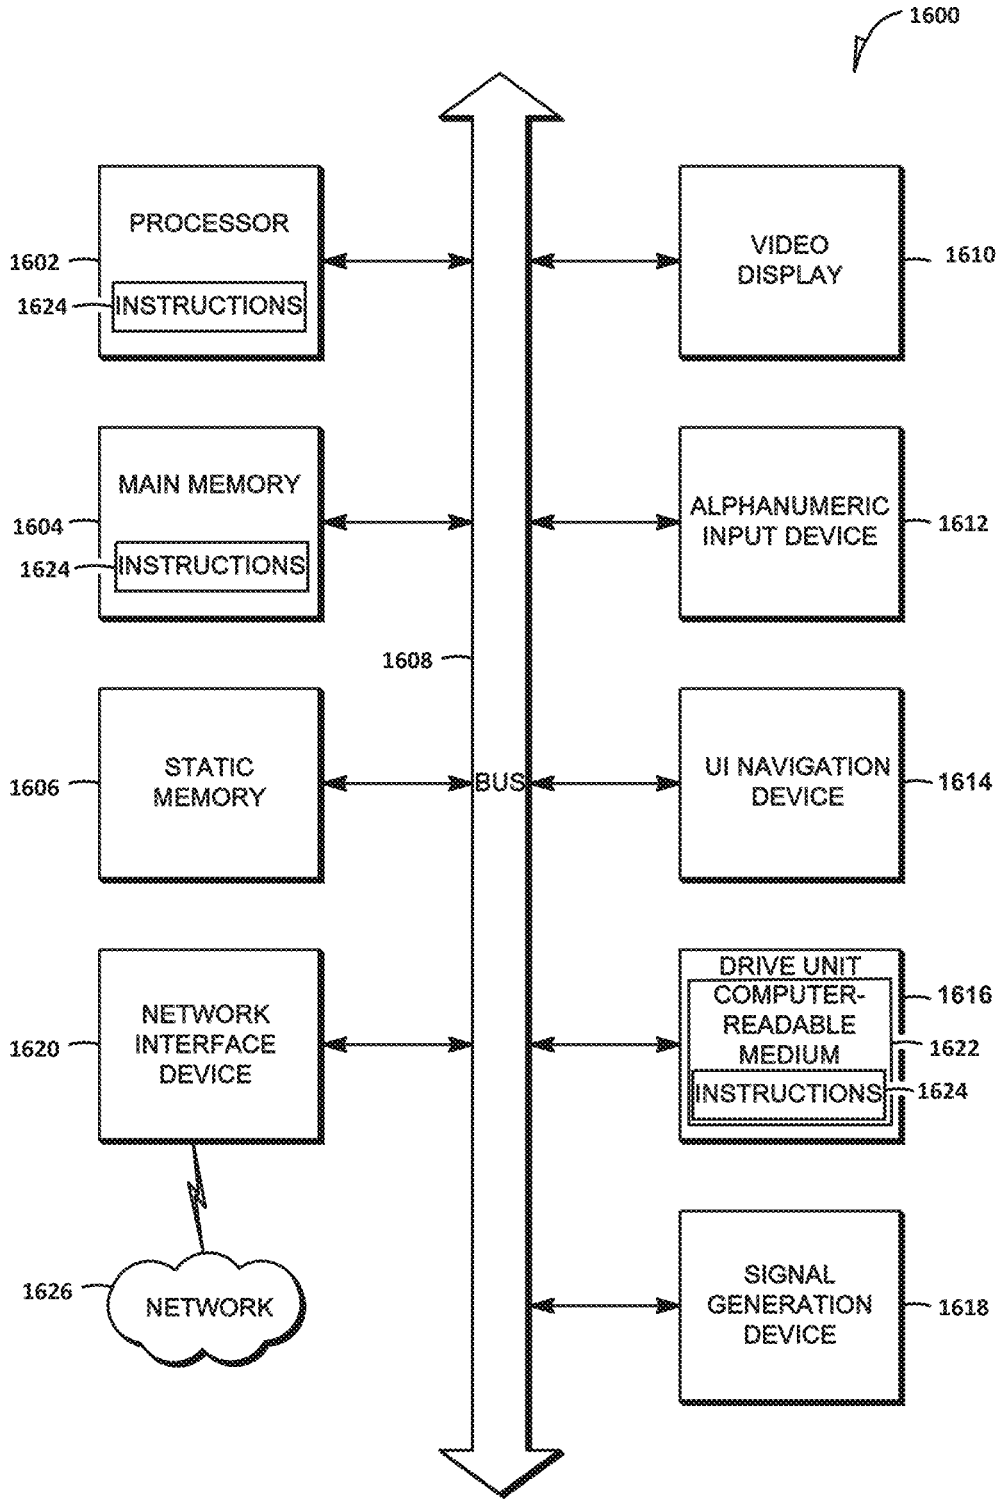 1600
PROCESSOR
1602
1624
INSTRUCTIONS
VIDEO
DISPLAY
1610
MAIN MEMORY
1604
1624
INSTRUCTIONS
ALPHANUMERIC
INPUT DEVICE
1612
1608
STATIC
MEMORY
1606
BUS
UI NAVIGATION
DEVICE
1614
NETWORK
INTERFACE
DEVICE
1620
DRIVE UNIT
COMPUTER-
READABLE
MEDIUM
INSTRUCTIONS
1616
1622
1624
1626
NETWORK
SIGNAL
GENERATION
DEVICE
1618